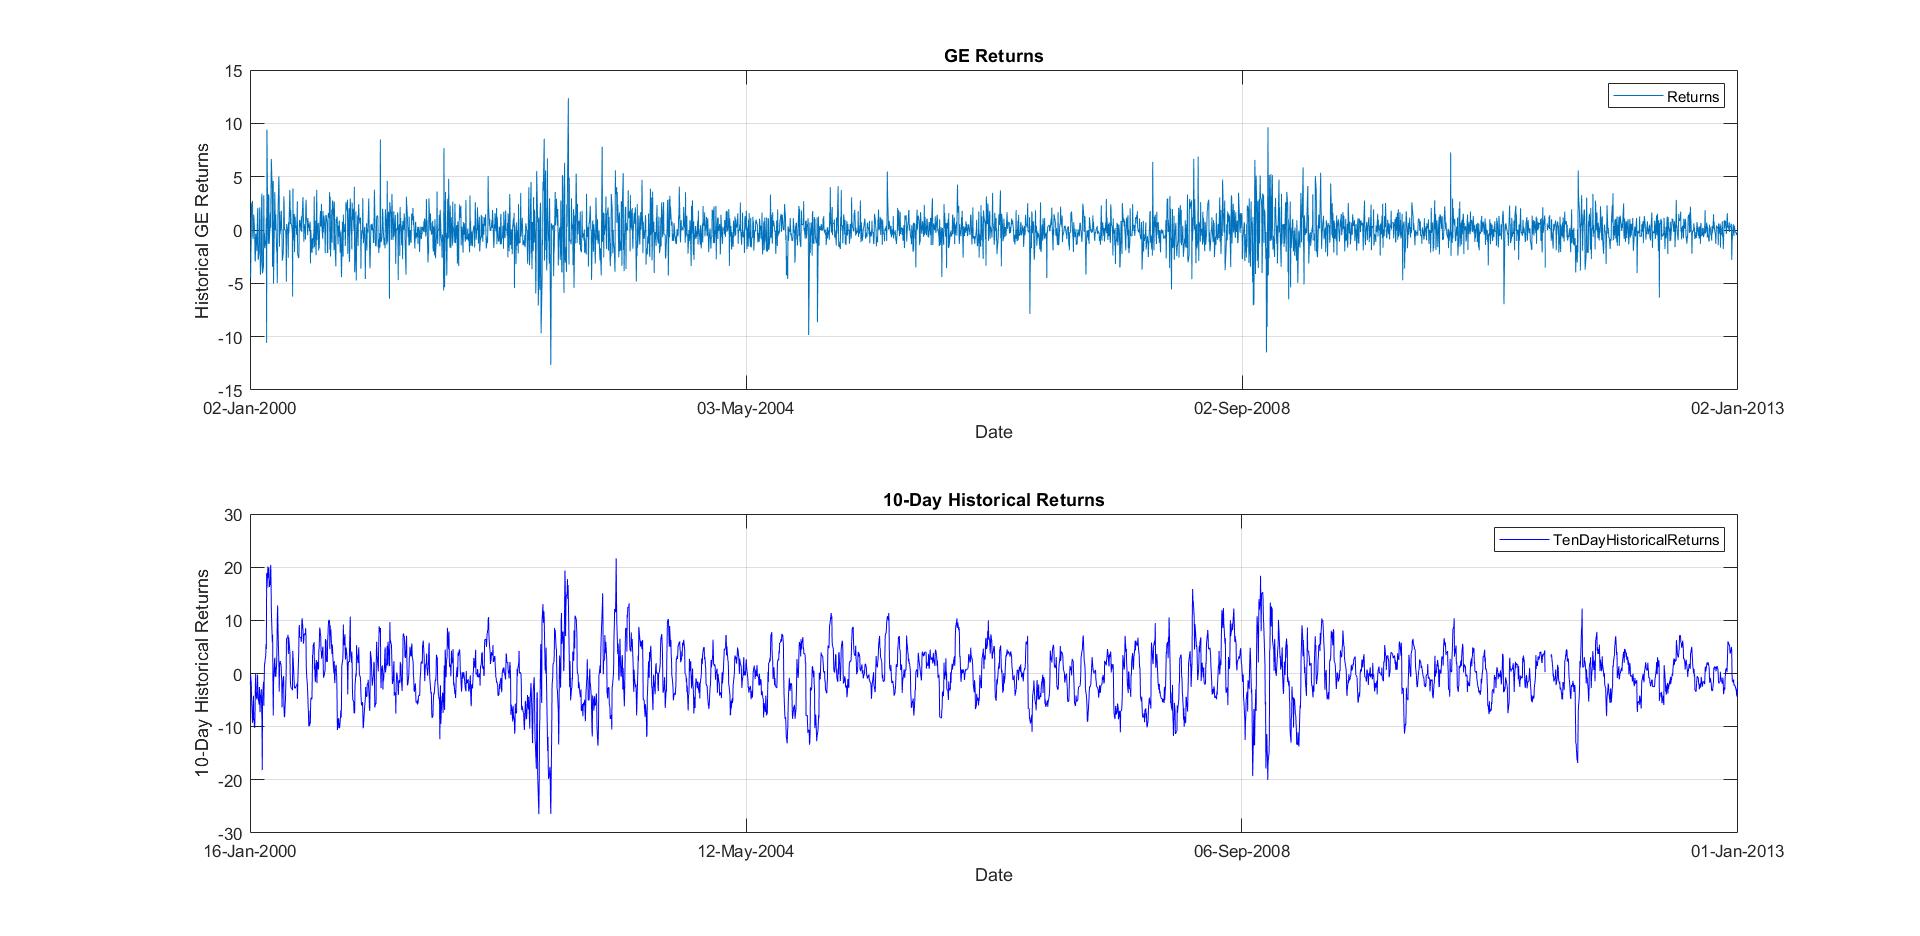 GE Returns
15
10
5
0
-5
-10
-15
Historical GE Returns
Returns
02-Jan-2000 03-May-2004 02-Sep-2008 02-Jan-2013
Date
10-Day Historical Returns
30
20
10
0
-10
-20
-30
10-Day Historical Returns
TenDayHistoricalReturns
16-Jan-2000 12-May-2004 06-Sep-2008 01-Jan-2013
Date